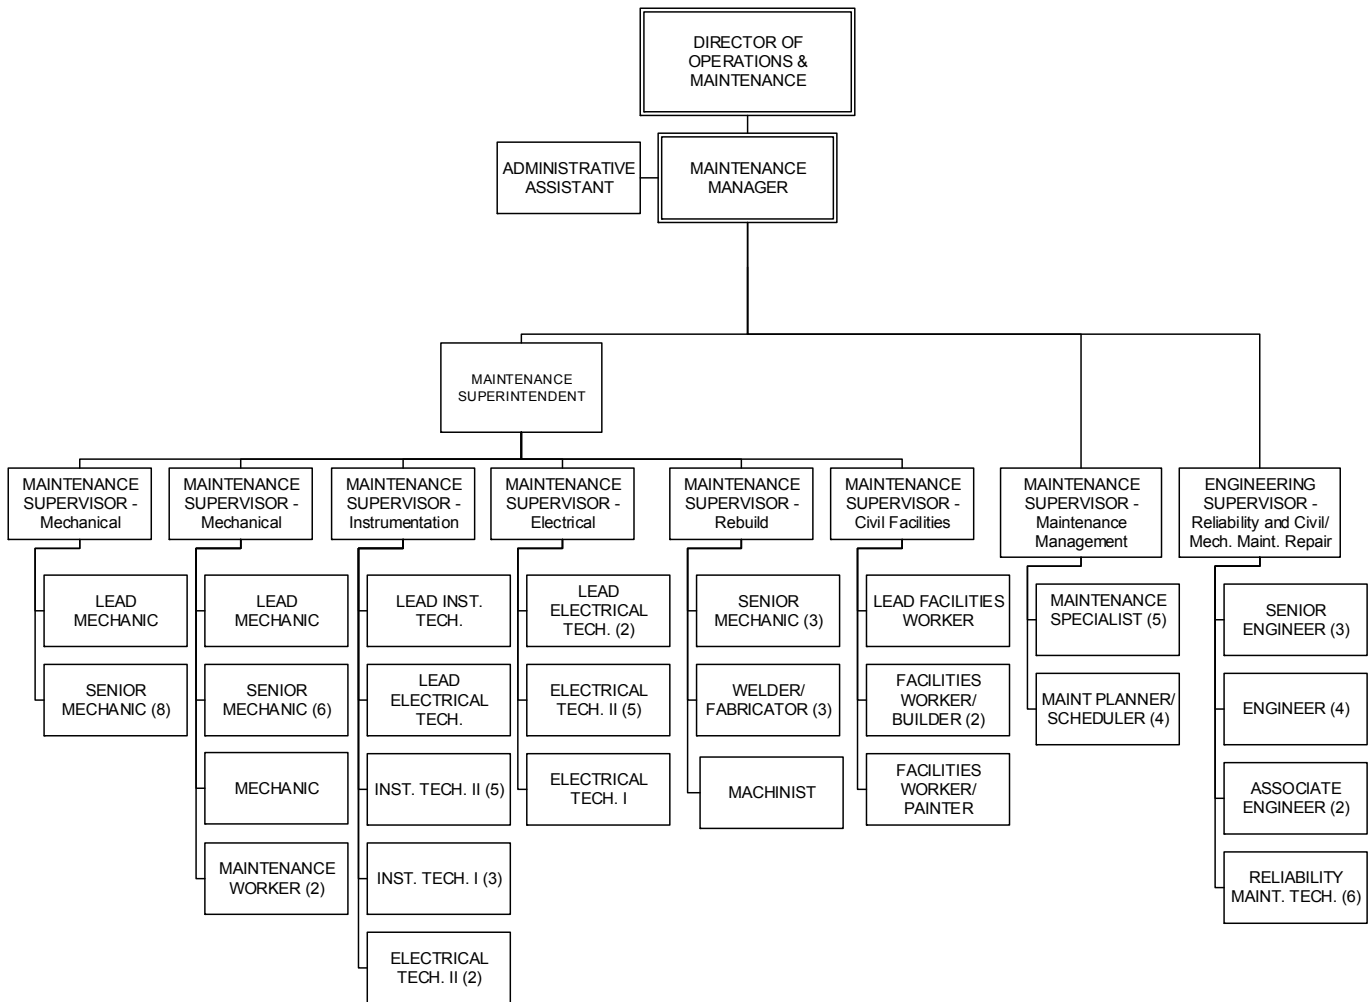 DIRECTOR OF
OPERATIONS &
MAINTENANCE
ADMINISTRATIVE
ASSISTANT
MAINTENANCE
MANAGER
MAINTENANCE
SUPERINTENDENT
MAINTENANCE
SUPERVISOR -
Mechanical
MAINTENANCE
SUPERVISOR -
Mechanical
MAINTENANCE
SUPERVISOR -
Instrumentation
MAINTENANCE
SUPERVISOR -
Electrical
MAINTENANCE
SUPERVISOR -
Rebuild
MAINTENANCE
SUPERVISOR -
Civil Facilities
MAINTENANCE
SUPERVISOR -
Maintenance
Management
ENGINEERING
SUPERVISOR -
Reliability and Civil/
Mech. Maint. Repair
LEAD
MECHANIC
SENIOR
MECHANIC (8)
LEAD
MECHANIC
SENIOR
MECHANIC (6)
MECHANIC
MAINTENANCE
WORKER (2)
LEAD INST.
TECH.
LEAD
ELECTRICAL
TECH.
INST. TECH. II (5)
INST. TECH. I (3)
ELECTRICAL
TECH. II (2)
LEAD
ELECTRICAL
TECH. (2)
ELECTRICAL
TECH. II (5)
ELECTRICAL
TECH. I
SENIOR
MECHANIC (3)
WELDER/
FABRICATOR (3)
MACHINIST
LEAD FACILITIES
WORKER
FACILITIES
WORKER/
BUILDER (2)
FACILITIES
WORKER/
PAINTER
MAINTENANCE
SPECIALIST (5)
MAINT PLANNER/
SCHEDULER (4)
SENIOR
ENGINEER (3)
ENGINEER (4)
ASSOCIATE
ENGINEER (2)
RELIABILITY
MAINT. TECH. (6)